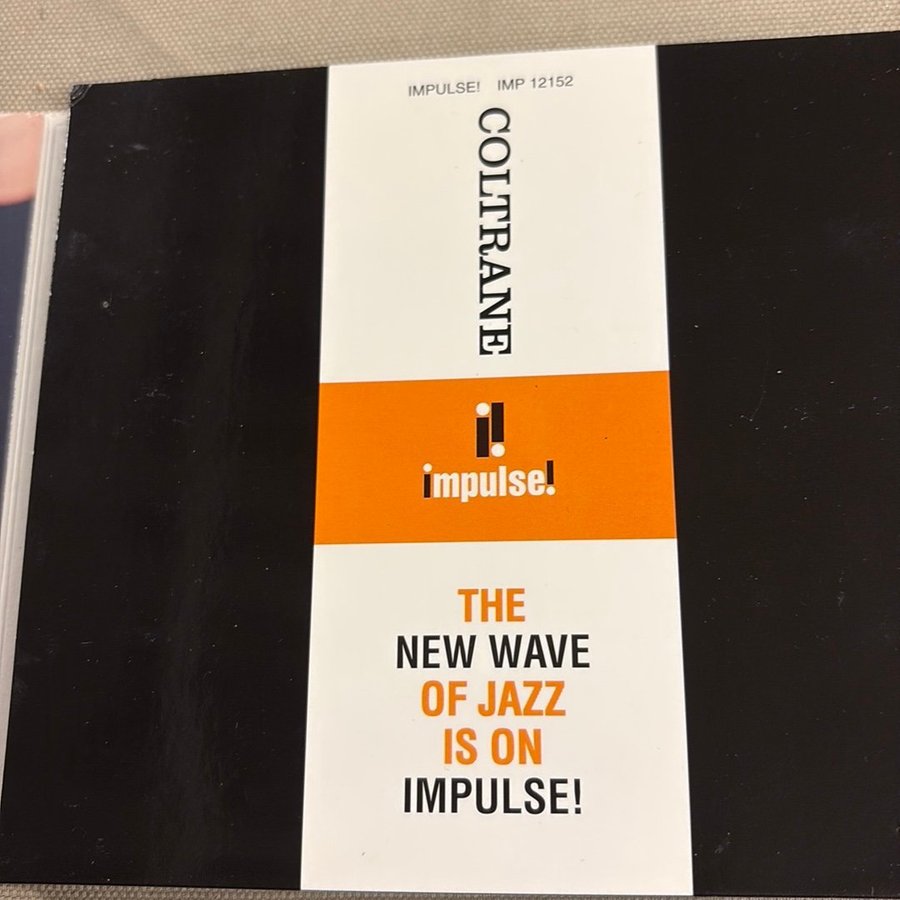 IMPULSE! IMP 12152
COLTRANE
impulse!
THE
NEW WAVE
OF JAZZ
IS ON
IMPULSE!